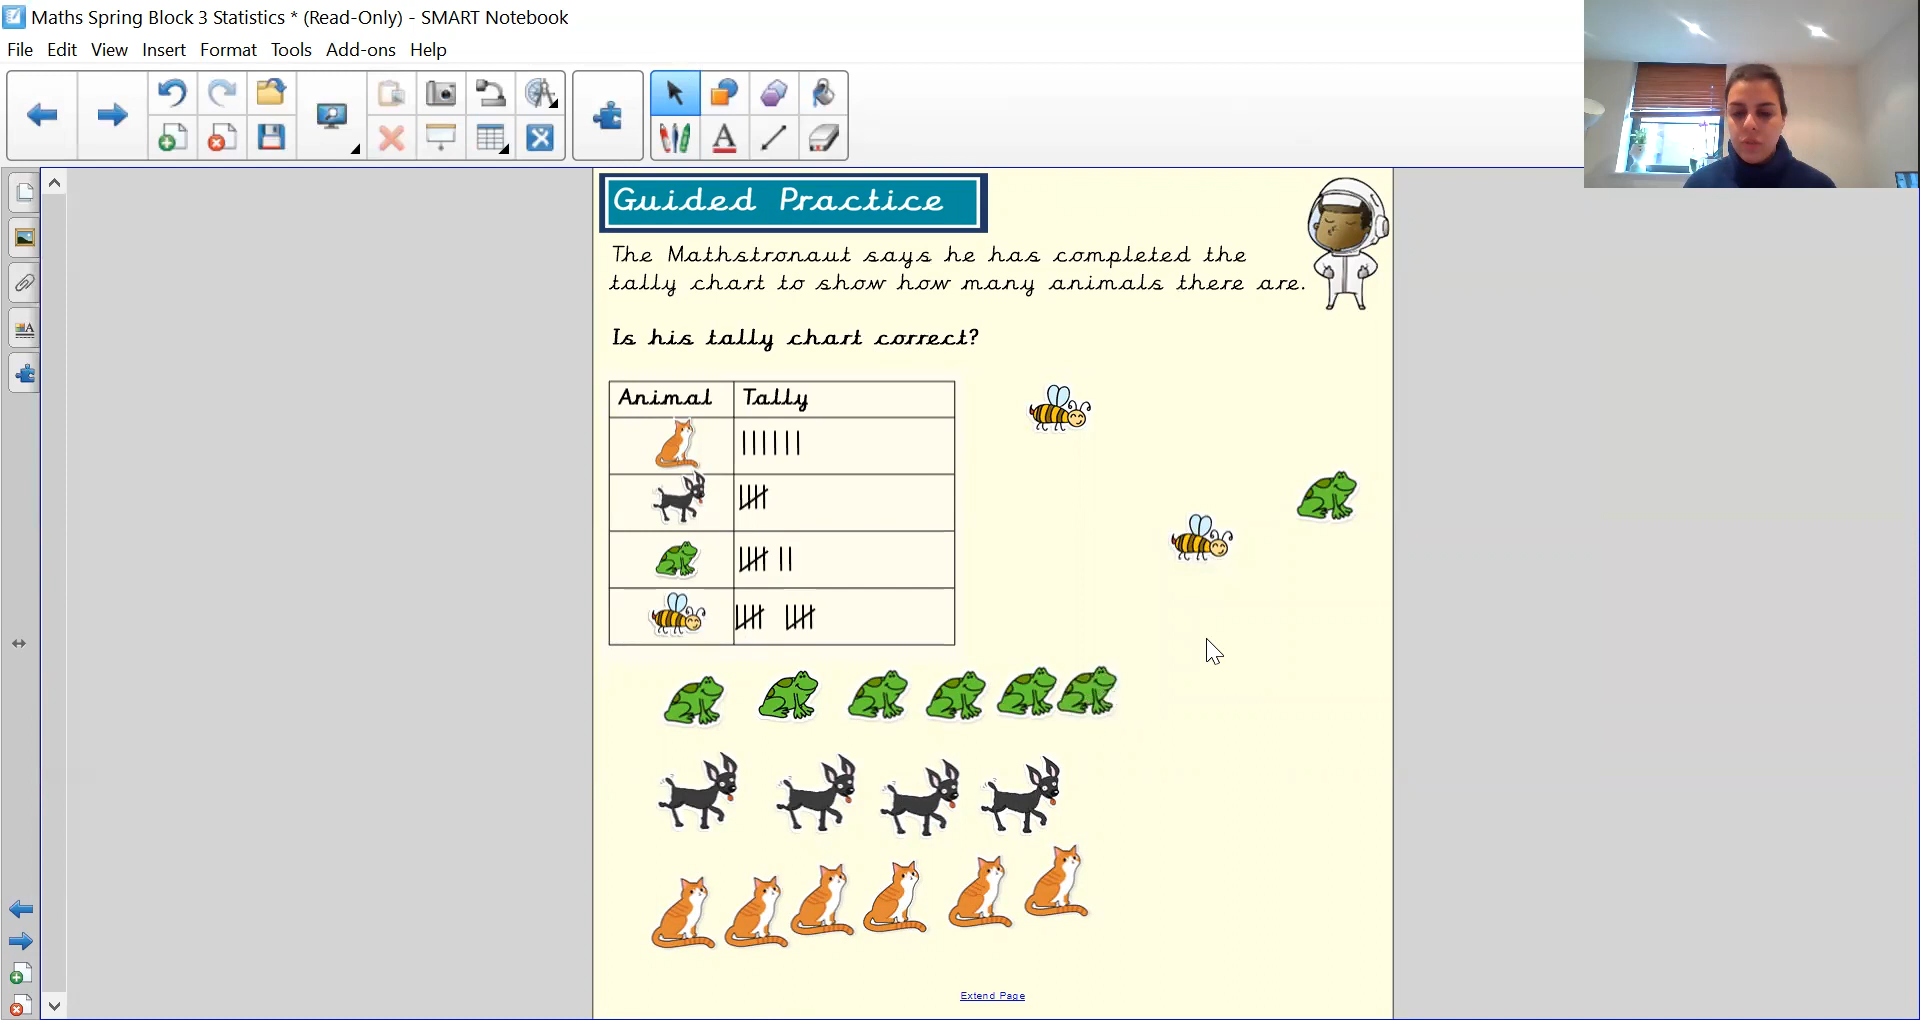 Maths Spring Block 3 Statistics * (Read-Only) - SMART Notebook
File Edit View Insert Format Tools Add-ons Help
Guided Practice
The Mathstronaut says he has completed the
tally chart to show how many animals there are.
Is his tally chart correct?
Animal Tally
Extend Page